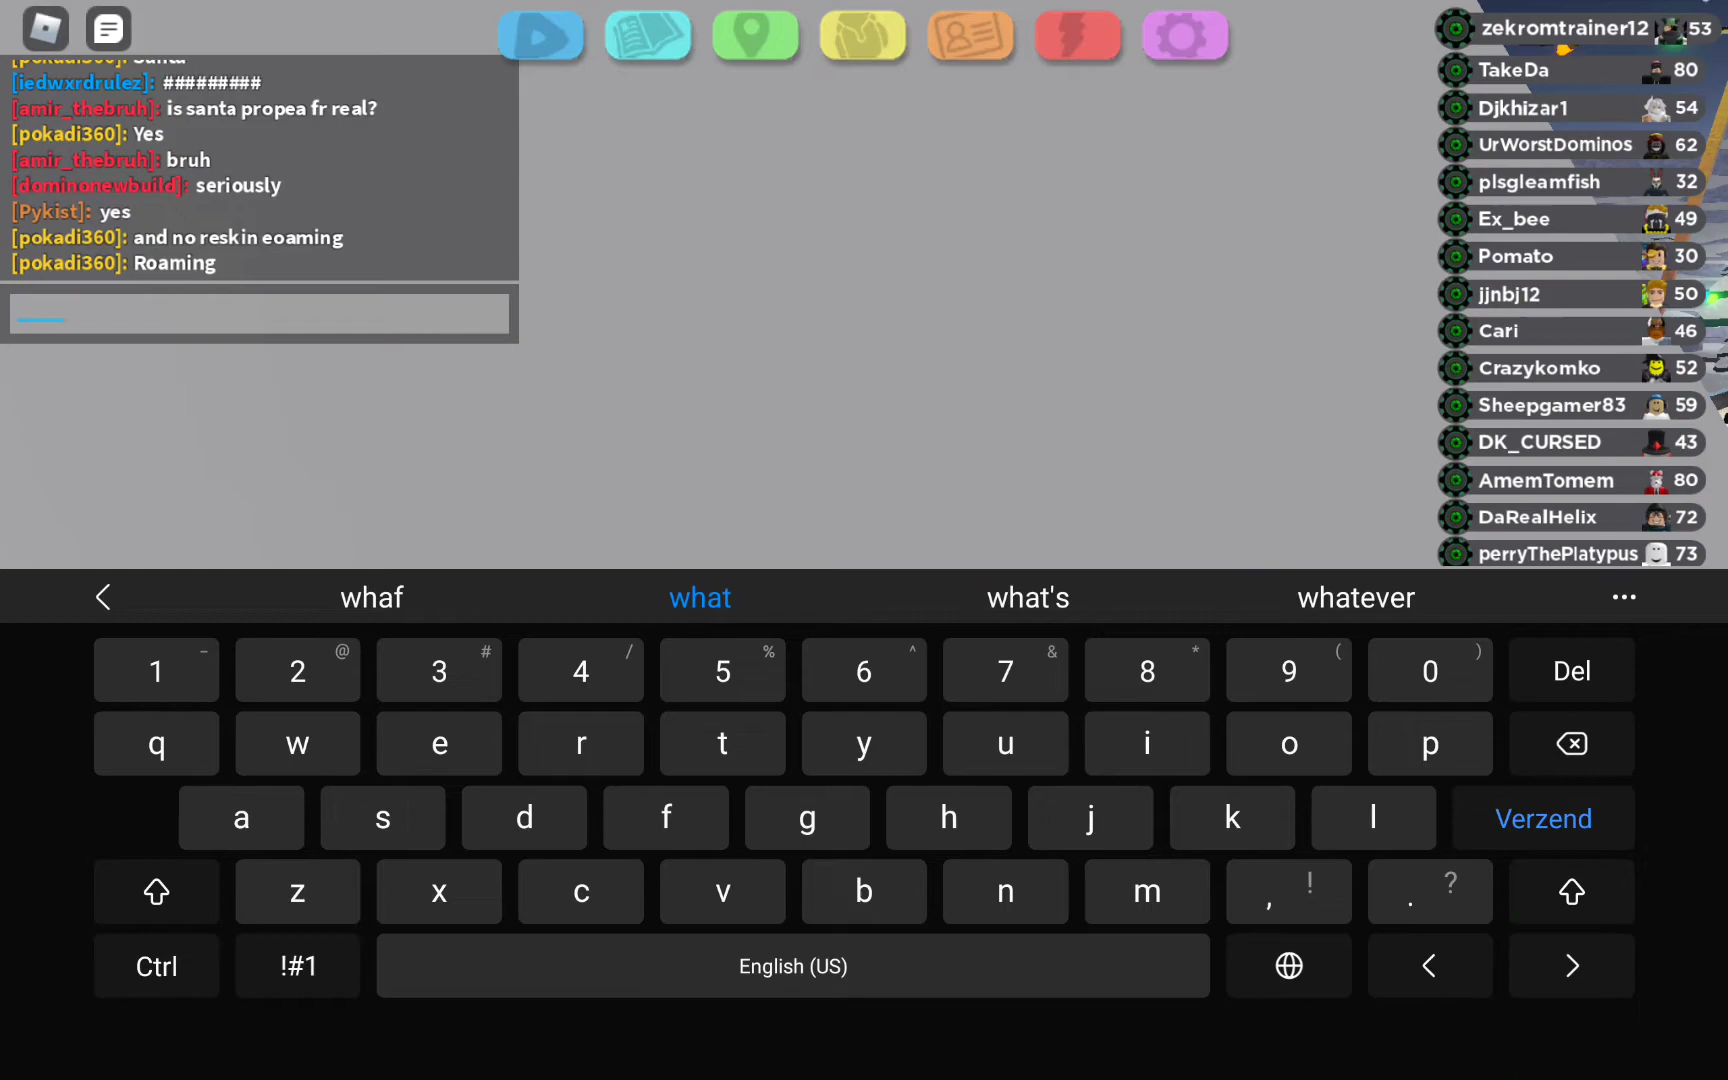 [pokadi360]: Santa
[iedwxrdrulez]: #########
[amir_thebruh]: is santa propea fr real?
[pokadi360]: Yes
[amir_thebruh]: bruh
[dominonewbuild]: seriously
[Pykist]: yes
[pokadi360]: and no reskin eoaming
[pokadi360]: Roaming
zekromtrainer12 53
TakeDa 80
Djkhizar1 54
UrWorstDominos 62
plsgleamfish 32
Ex_bee 49
Pomato 30
jjnbj12 50
Cari 46
Crazykomko 52
Sheepgamer83 59
DK_CURSED 43
AmemTomem 80
DaRealHelix 72
perryThePlatypus 73
whaf what what's whatever ...
1 - 2 @ 3 # 4 / 5 % 6 ^ 7 & 8 * 9 ( 0 ) Del
q w e r t y u i o p
a s d f g h j k l Verzend
z x c v b n m , ! . ?
Ctrl !#1 English (US) < >